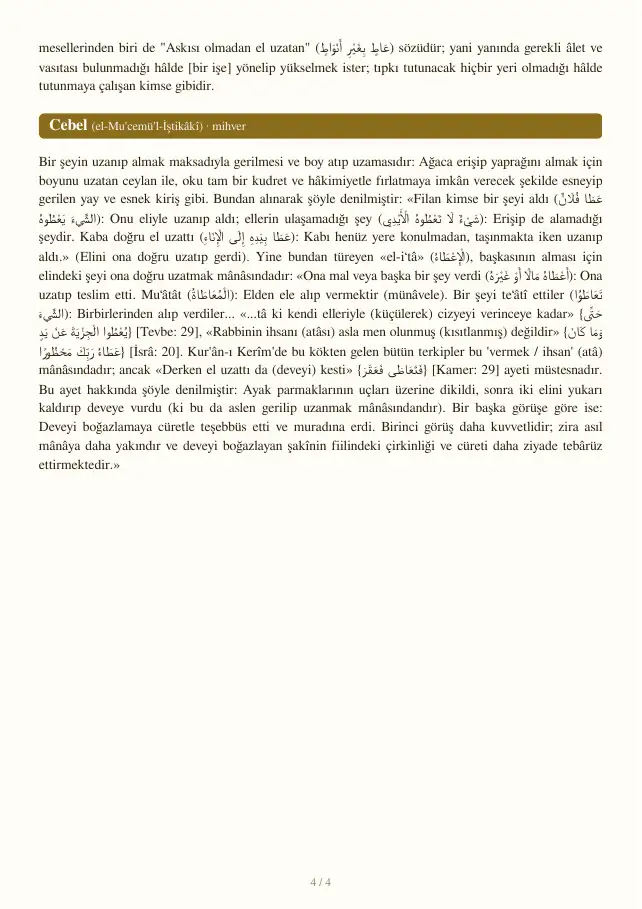 mesellerinden biri de "Askısı olmadan el uzatan" (عَاطٍ بِغَيْرِ أَنْوَاطٍ) sözüdür; yani yanında gerekli âlet ve
vasıtası bulunmadığı hâlde [bir işe] yönelip yükselmek ister; tıpkı tutunacak hiçbir yeri olmadığı hâlde
tutunmaya çalışan kimse gibidir.
Cebel (el-Mu'cemü'l-İştikâkî) · mihver
Bir şeyin uzanıp almak maksadıyla gerilmesi ve boy atıp uzamasıdır: Ağaca erişip yaprağını almak için
boyunu uzatan ceylan ile, oku tam bir kudret ve hâkimiyetle fırlatmaya imkân verecek şekilde esneyip
gerilen yay ve esnek kiriş gibi. Bundan alınarak şöyle denilmiştir: «Filan kimse bir şeyi aldı (عَطَا فُلَانٌ
الشَّيءَ يَعْطُوهُ): Onu eliyle uzanıp aldı; ellerin ulaşamadığı şey (شَيْءٌ لَا تَعْطُوهُ الْأَيْدِي): Erişip de alamadığı
şeydir. Kaba doğru el uzattı (عَطَا بِيَدِهِ إِلَى الْإِنَاءِ): Kabı henüz yere konulmadan, taşınmakta iken uzanıp
aldı.» (Elini ona doğru uzatıp gerdi). Yine bundan türeyen «el-i'tâ» (الْإِعْطَاءُ), başkasının alması için
elindeki şeyi ona doğru uzatmak mânâsındadır: «Ona mal veya başka bir şey verdi (أَعْطَاهُ مَالًا أَوْ غَيْرَهُ): Ona
uzatıp teslim etti. Mu'âtât (الْمُعَاطَاةُ): Elden ele alıp vermektir (münâvele). Bir şeyi te'âtî ettiler (تَعَاطَوُا
الشَّيءَ): Birbirlerinden alıp verdiler... «...tâ ki kendi elleriyle (küçülerek) cizyeyi verinceye kadar» {حَتَّى
يُعْطُوا الْجِزْيَةَ عَنْ يَدٍ} [Tevbe: 29], «Rabbinin ihsanı (atâsı) asla men olunmuş (kısıtlanmış) değildir» {وَمَا كَانَ
عَطَاءُ رَبِّكَ مَحْظُورًا} [İsrâ: 20]. Kur'ân-ı Kerîm'de bu kökten gelen bütün terkipler bu 'vermek / ihsan' (atâ)
mânâsındadır; ancak «Derken el uzattı da (deveyi) kesti» {فَتَعَاطَى فَعَقَرَ} [Kamer: 29] ayeti müstesnadır.
Bu ayet hakkında şöyle denilmiştir: Ayak parmaklarının uçları üzerine dikildi, sonra iki elini yukarı
kaldırıp deveye vurdu (ki bu da aslen gerilip uzanmak mânâsındandır). Bir başka görüşe göre ise:
Deveyi boğazlamaya cüretle teşebbüs etti ve muradına erdi. Birinci görüş daha kuvvetlidir; zira asıl
mânâya daha yakındır ve deveyi boğazlayan şakînin fiilindeki çirkinliği ve cüreti daha ziyade tebârüz
ettirmektedir.»
4 / 4